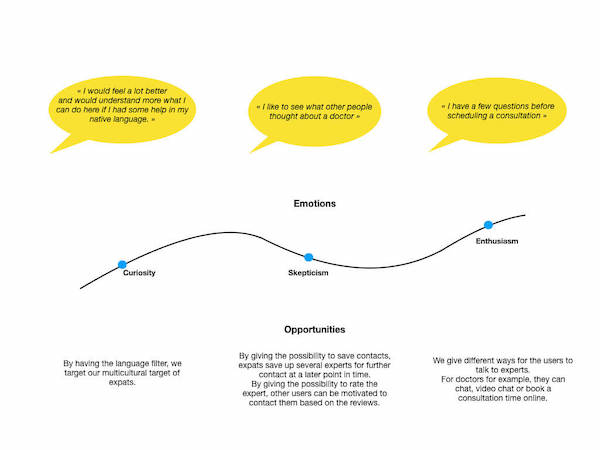 « I would feel a lot better
and would understand more what I
can do here if I had some help in my
native language. »
« I like to see what other people
thought about a doctor »
« I have a few questions before
scheduling a consultation »
Emotions
Curiosity
Skepticism
Enthusiasm
Opportunities
By having the language filter, we
target our multicultural target of
expats.
By giving the possibility to save contacts,
expats save up several experts for further
contact at a later point in time.
By giving the possibility to rate the
expert, other users can be motivated to
contact them based on the reviews.
We give different ways for the users to
talk to experts.
For doctors for example, they can
chat, video chat or book a
consultation time online.